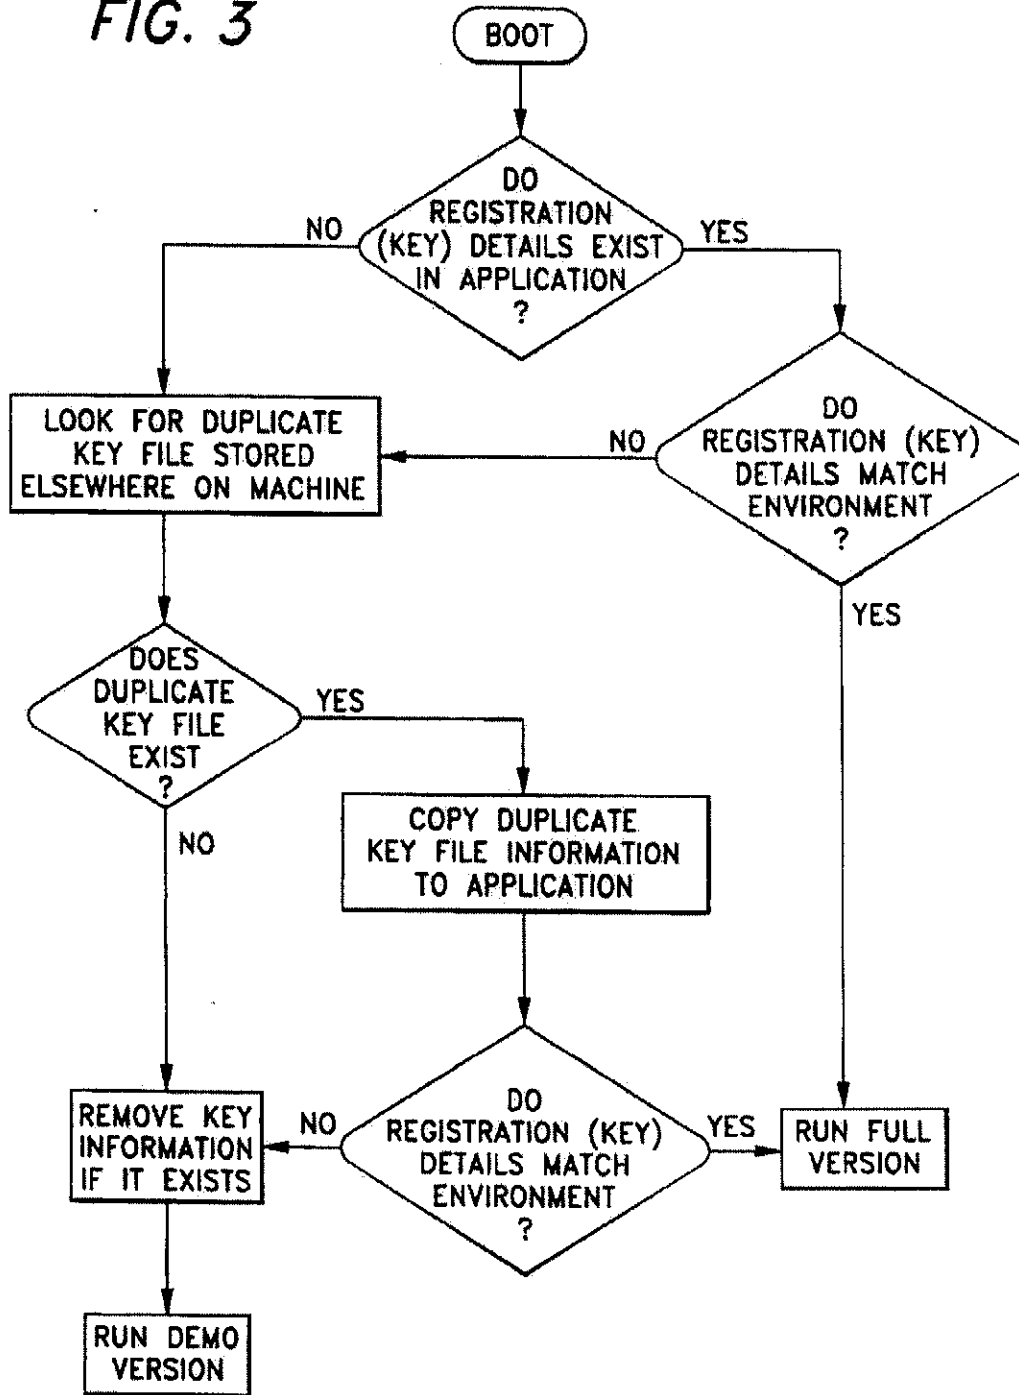 FIG. 3
BOOT
DO
REGISTRATION
(KEY) DETAILS EXIST
IN APPLICATION
?
NO
YES
LOOK FOR DUPLICATE
KEY FILE STORED
ELSEWHERE ON MACHINE
NO
DO
REGISTRATION (KEY)
DETAILS MATCH
ENVIRONMENT
?
YES
DOES
DUPLICATE
KEY FILE
EXIST
?
YES
NO
COPY DUPLICATE
KEY FILE INFORMATION
TO APPLICATION
REMOVE KEY
INFORMATION
IF IT EXISTS
NO
DO
REGISTRATION (KEY)
DETAILS MATCH
ENVIRONMENT
?
YES
RUN FULL
VERSION
RUN DEMO
VERSION